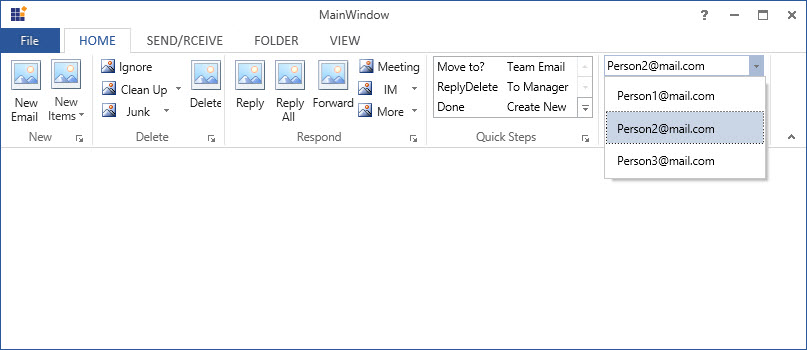 MainWindow
?
File
HOME
SEND/RCEIVE
FOLDER
VIEW
New Email
New Items
New
Ignore
Clean Up
Junk
Delete
Delete
Reply
Reply All
Forward
Meeting
IM
More
Respond
Move to? Team Email
ReplyDelete To Manager
Done Create New
Quick Steps
Person2@mail.com
Person1@mail.com
Person2@mail.com
Person3@mail.com